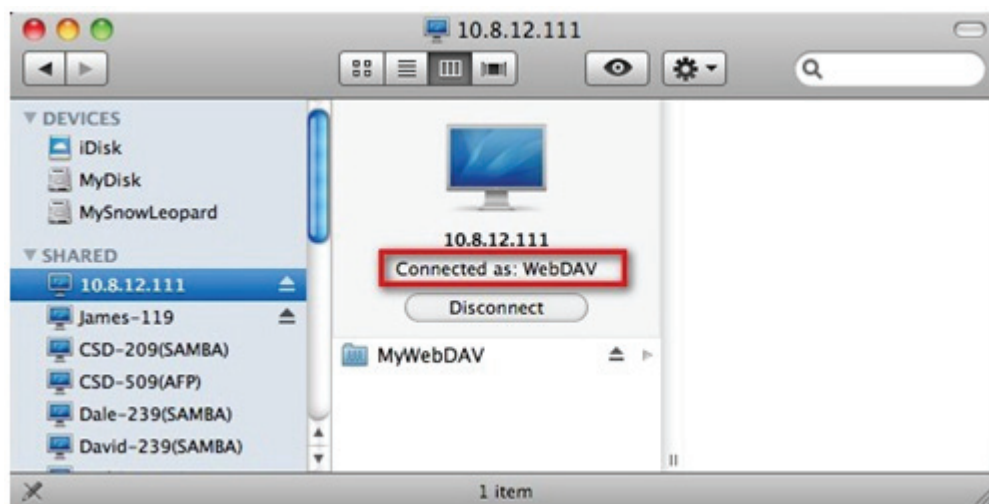 10.8.12.111
DEVICES
iDisk
MyDisk
MySnowLeopard
SHARED
10.8.12.111
James-119
CSD-209(SAMBA)
CSD-509(AFP)
Dale-239(SAMBA)
David-239(SAMBA)
10.8.12.111
Connected as: WebDAV
Disconnect
MyWebDAV
1 item